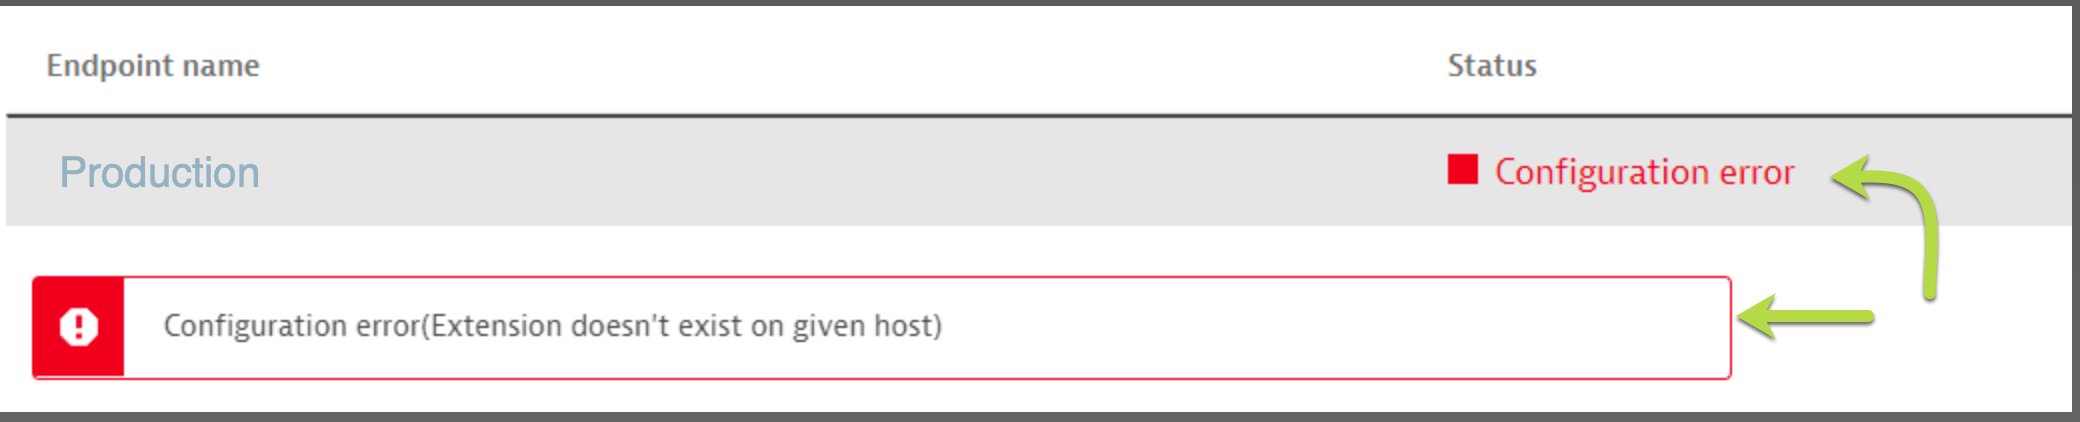 Endpoint name Status
Production Configuration error
Configuration error(Extension doesn't exist on given host)